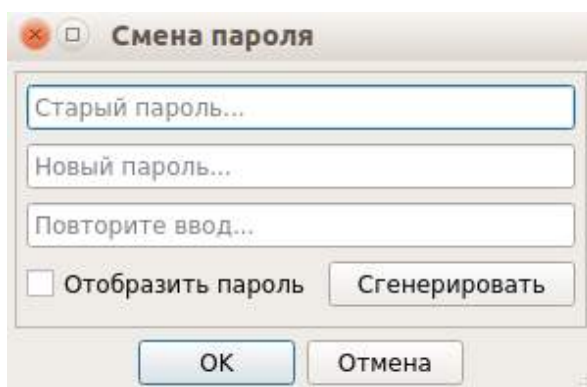 Смена пароля
Старый пароль...
Новый пароль...
Повторите ввод...
Отобразить пароль Сгенерировать
OK Отмена